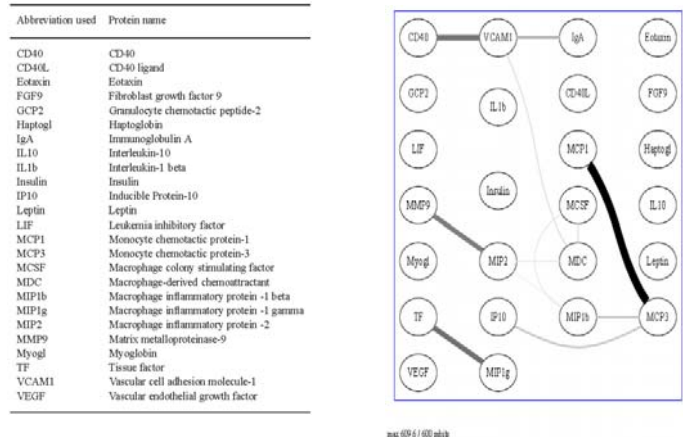 Abbreviation used Protein name
CD40 CD40
CD40L CD40 ligand
Eotaxin Eotaxin
FGF9 Fibroblast growth factor 9
GCP2 Granulocyte chemotactic peptide-2
Haptogl Haptoglobin
IgA Immunoglobulin A
IL10 Interleukin-10
IL1b Interleukin-1 beta
Insulin Insulin
IP10 Inducible Protein-10
Leptin Leptin
LIF Leukemia inhibitory factor
MCP1 Monocyte chemotactic protein-1
MCP3 Monocyte chemotactic protein-3
MCSF Macrophage colony stimulating factor
MDC Macrophage-derived chemoattractant
MIP1b Macrophage inflammatory protein -1 beta
MIP1g Macrophage inflammatory protein -1 gamma
MIP2 Macrophage inflammatory protein -2
MMP9 Matrix metalloproteinase-9
Myogl Myoglobin
TF Tissue factor
VCAM1 Vascular cell adhesion molecule-1
VEGF Vascular endothelial growth factor
CD40 VCAM1 IgA Eotaxin
GCP2 IL1b CD40L FGF9
LIF MCP1 Haptogl
MMP9 Insulin MCSF IL10
Myogl MIP2 MDC Leptin
TF IP10 MIP1b MCP3
VEGF MIP1g
max 609.6 / 600